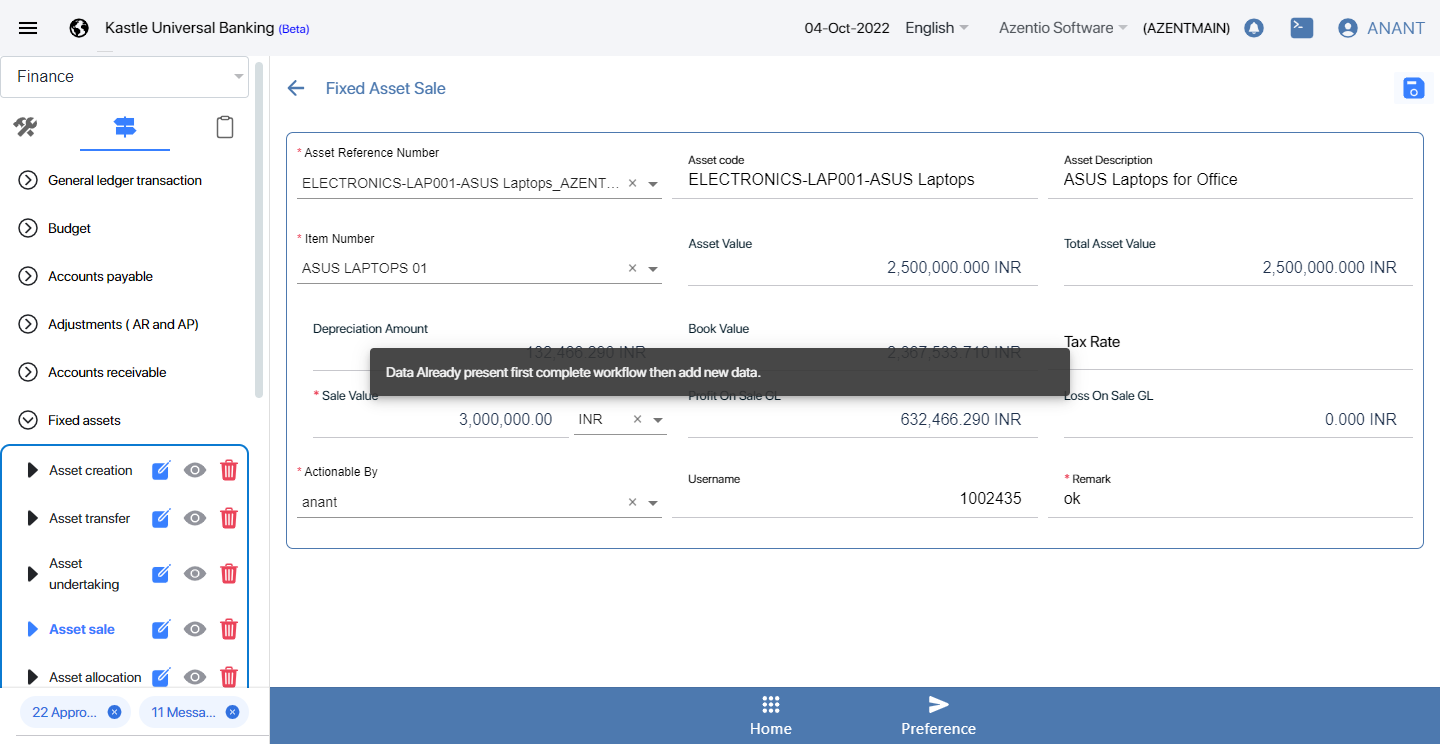 Kastle Universal Banking (Beta)
04-Oct-2022 English Azentio Software (AZENTMAIN) ANANT
Finance
Fixed Asset Sale
General ledger transaction
Budget
Accounts payable
Adjustments ( AR and AP)
Accounts receivable
Fixed assets
Asset creation
Asset transfer
Asset
undertaking
Asset sale
Asset allocation
22 Appro...
11 Messa...
* Asset Reference Number
ELECTRONICS-LAP001-ASUS Laptops_AZENT...
Asset code
ELECTRONICS-LAP001-ASUS Laptops
Asset Description
ASUS Laptops for Office
* Item Number
ASUS LAPTOPS 01
Asset Value
2,500,000.000 INR
Total Asset Value
2,500,000.000 INR
Depreciation Amount
132,466.290 INR
Book Value
2,367,533.710 INR
Tax Rate
Data Already present first complete workflow then add new data.
* Sale Value
3,000,000.00 INR
Profit On Sale GL
632,466.290 INR
Loss On Sale GL
0.000 INR
* Actionable By
anant
Username
1002435
* Remark
ok
Home
Preference